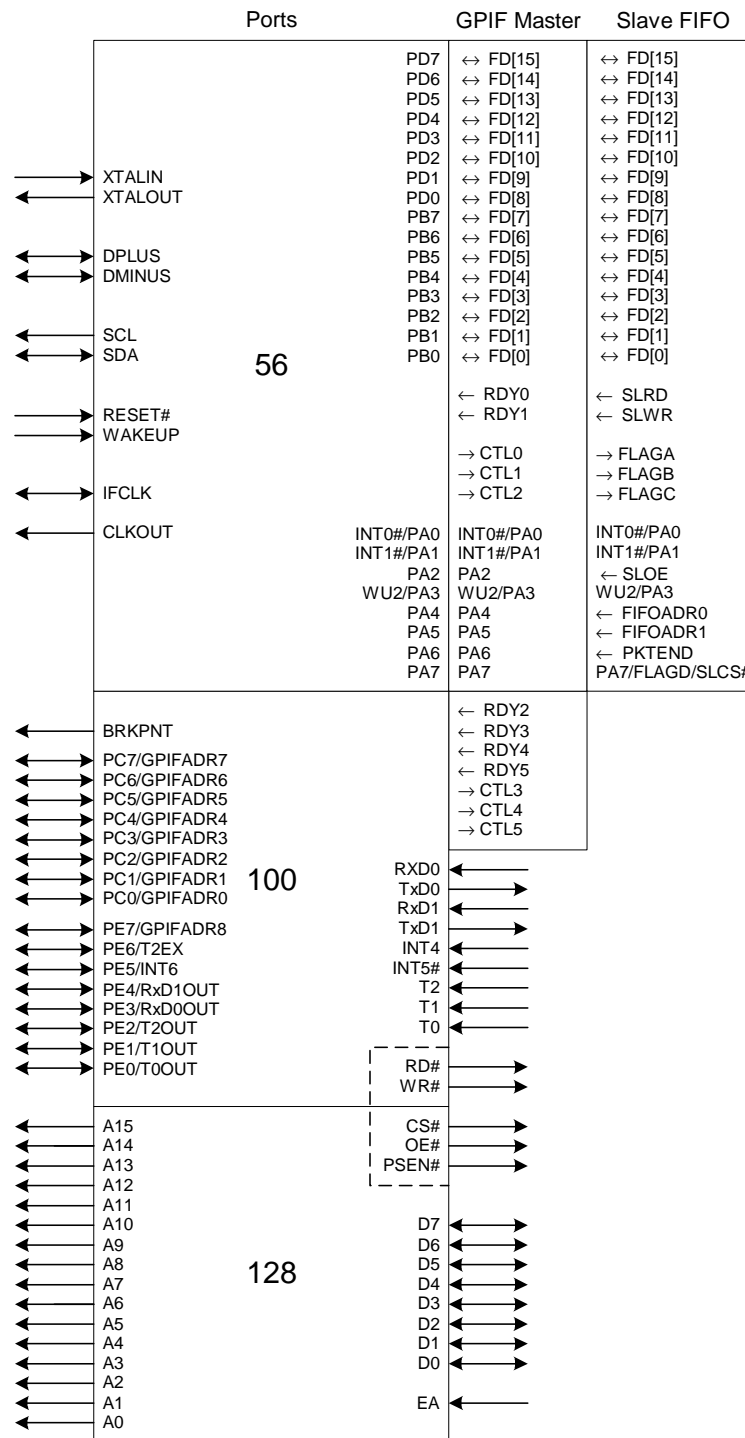 Ports GPIF Master Slave FIFO
PD7 ↔ FD[15] ↔ FD[15]
PD6 ↔ FD[14] ↔ FD[14]
PD5 ↔ FD[13] ↔ FD[13]
PD4 ↔ FD[12] ↔ FD[12]
PD3 ↔ FD[11] ↔ FD[11]
PD2 ↔ FD[10] ↔ FD[10]
XTALIN PD1 ↔ FD[9] ↔ FD[9]
XTALOUT PD0 ↔ FD[8] ↔ FD[8]
PB7 ↔ FD[7] ↔ FD[7]
PB6 ↔ FD[6] ↔ FD[6]
DPLUS PB5 ↔ FD[5] ↔ FD[5]
DMINUS PB4 ↔ FD[4] ↔ FD[4]
PB3 ↔ FD[3] ↔ FD[3]
PB2 ↔ FD[2] ↔ FD[2]
SCL PB1 ↔ FD[1] ↔ FD[1]
SDA PB0 ↔ FD[0] ↔ FD[0]
56
← RDY0 ← SLRD
RESET# ← RDY1 ← SLWR
WAKEUP
→ CTL0 → FLAGA
→ CTL1 → FLAGB
IFCLK → CTL2 → FLAGC
CLKOUT INT0#/PA0 INT0#/PA0 INT0#/PA0
INT1#/PA1 INT1#/PA1 INT1#/PA1
PA2 PA2 ← SLOE
WU2/PA3 WU2/PA3 WU2/PA3
PA4 PA4 ← FIFOADR0
PA5 PA5 ← FIFOADR1
PA6 PA6 ← PKTEND
PA7 PA7 PA7/FLAGD/SLCS#
← RDY2
BRKPNT ← RDY3
← RDY4
PC7/GPIFADR7 ← RDY5
PC6/GPIFADR6 → CTL3
PC5/GPIFADR5 → CTL4
PC4/GPIFADR4 → CTL5
PC3/GPIFADR3
PC2/GPIFADR2 RXD0
PC1/GPIFADR1 100 TxD0
PC0/GPIFADR0 RxD1
PE7/GPIFADR8 TxD1
PE6/T2EX INT4
PE5/INT6 INT5#
PE4/RxD1OUT T2
PE3/RxD0OUT T1
PE2/T2OUT T0
PE1/T1OUT
PE0/T0OUT RD#
WR#
A15 CS#
A14 OE#
A13 PSEN#
A12
A11
A10 D7
A9 D6
A8 128 D5
A7 D4
A6 D3
A5 D2
A4 D1
A3 D0
A2
A1 EA
A0